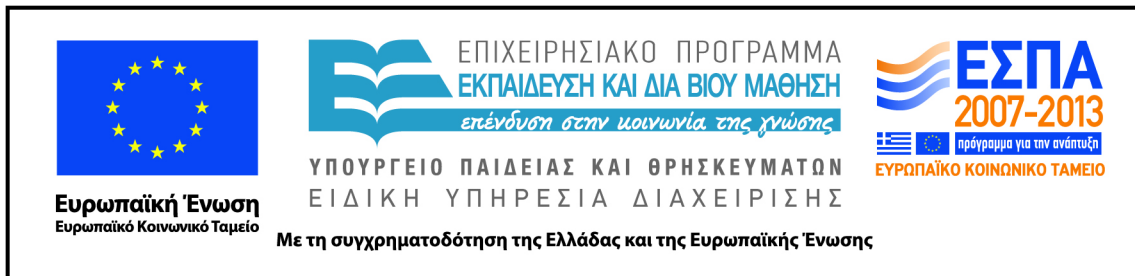 Ευρωπαϊκή Ένωση
Ευρωπαϊκό Κοινωνικό Ταμείο
ΕΠΙΧΕΙΡΗΣΙΑΚΟ ΠΡΟΓΡΑΜΜΑ
ΕΚΠΑΙΔΕΥΣΗ ΚΑΙ ΔΙΑ ΒΙΟΥ ΜΑΘΗΣΗ
επένδυση στην κοινωνία της γνώσης
ΥΠΟΥΡΓΕΙΟ ΠΑΙΔΕΙΑΣ ΚΑΙ ΘΡΗΣΚΕΥΜΑΤΩΝ
ΕΙΔΙΚΗ ΥΠΗΡΕΣΙΑ ΔΙΑΧΕΙΡΙΣΗΣ
Με τη συγχρηματοδότηση της Ελλάδας και της Ευρωπαϊκής Ένωσης
ΕΣΠΑ
2007-2013
πρόγραμμα για την ανάπτυξη
ΕΥΡΩΠΑΪΚΟ ΚΟΙΝΩΝΙΚΟ ΤΑΜΕΙΟ